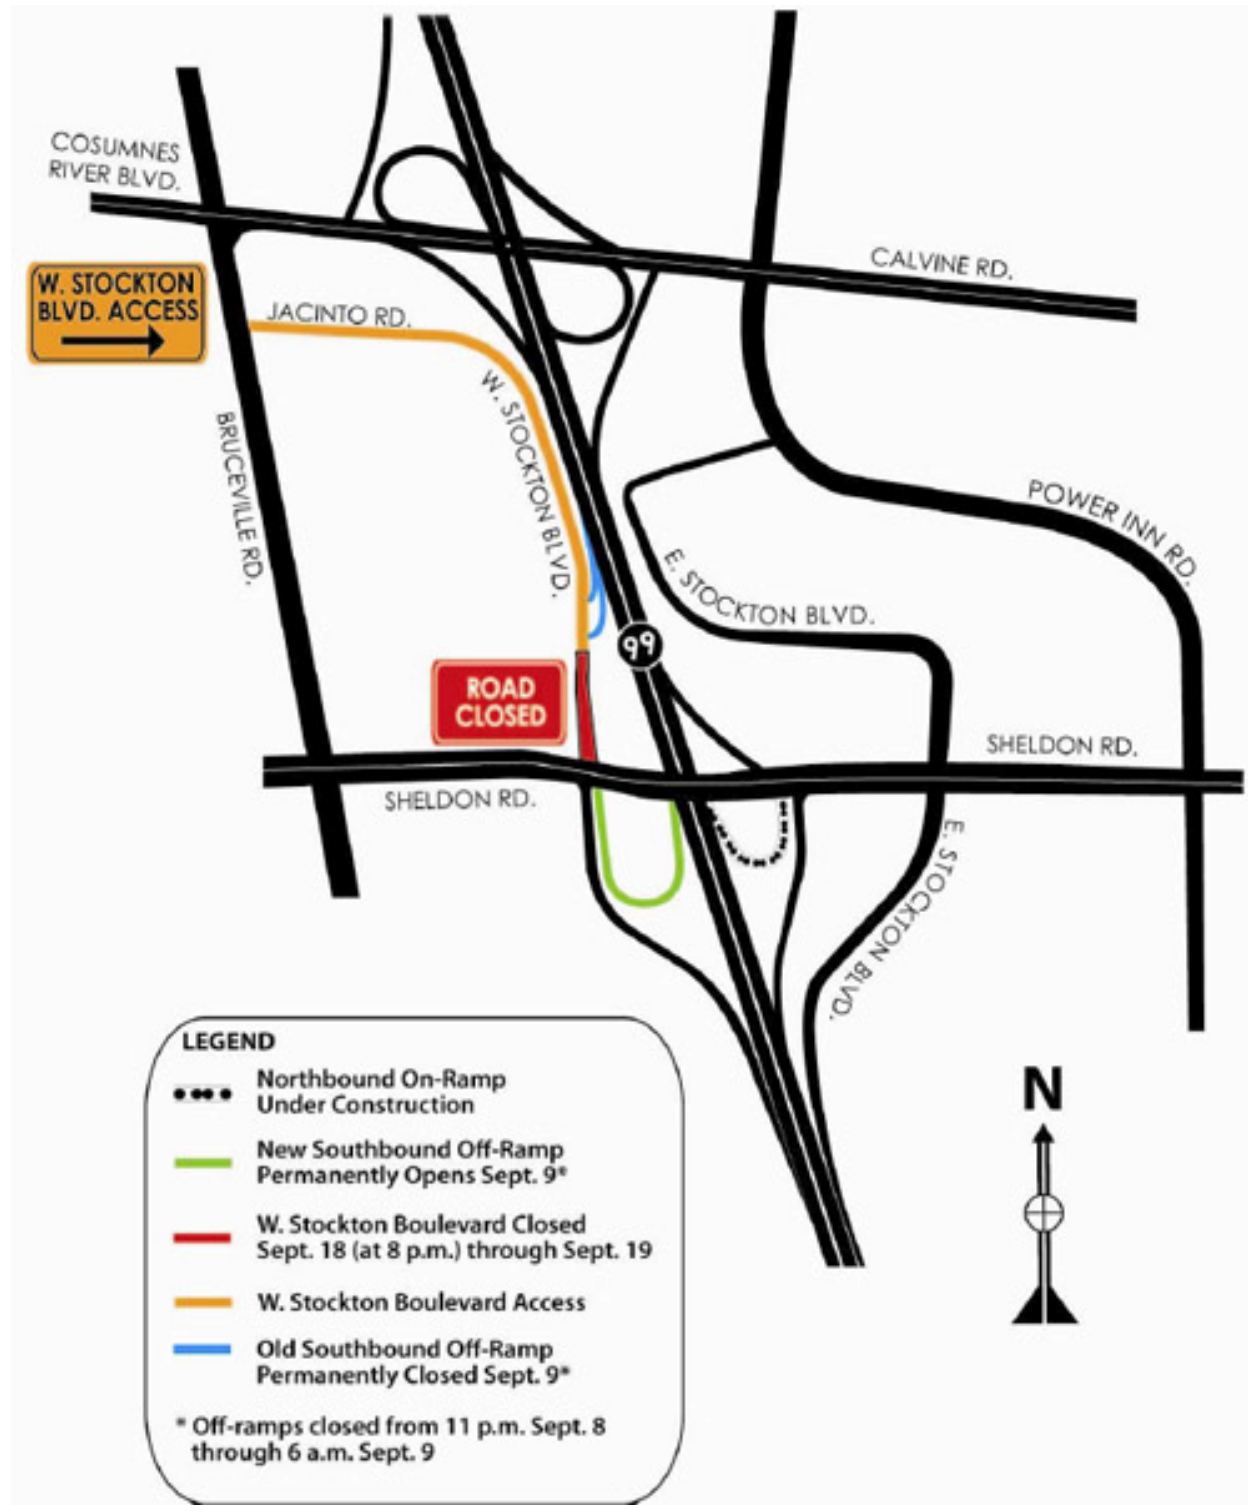 COSUMNES
RIVER BLVD.
CALVINE RD.
W. STOCKTON
BLVD. ACCESS
JACINTO RD.
W. STOCKTON BLVD.
BRUCEVILLE RD.
POWER INN RD.
E. STOCKTON BLVD.
99
ROAD
CLOSED
SHELDON RD.
SHELDON RD.
E. STOCKTON BLVD.
LEGEND
Northbound On-Ramp
Under Construction
New Southbound Off-Ramp
Permanently Opens Sept. 9*
W. Stockton Boulevard Closed
Sept. 18 (at 8 p.m.) through Sept. 19
W. Stockton Boulevard Access
Old Southbound Off-Ramp
Permanently Closed Sept. 9*
* Off-ramps closed from 11 p.m. Sept. 8
through 6 a.m. Sept. 9
N